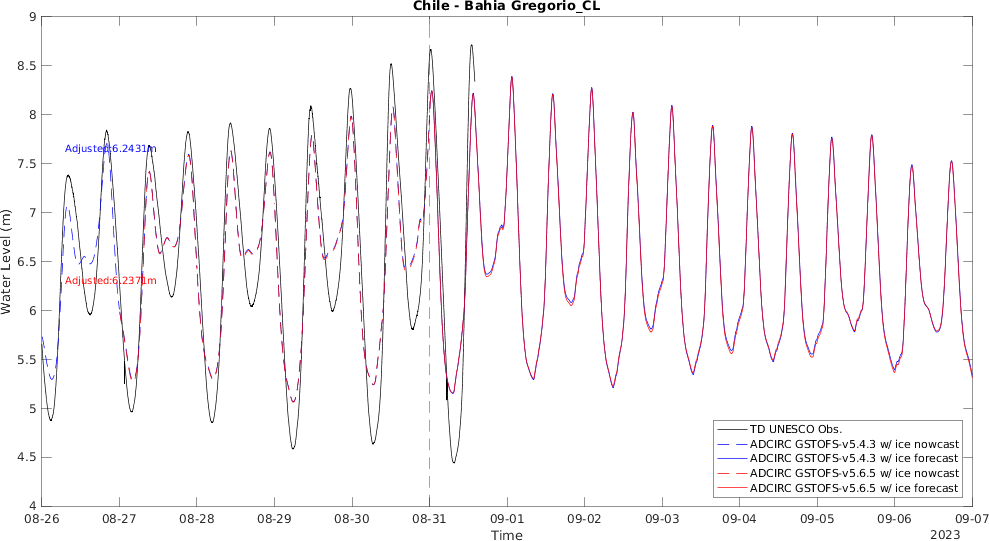 Chile - Bahia Gregorio_CL
9
8.5
8
7.5
7
6.5
6
5.5
5
4.5
4
Water Level (m)
Adjusted:6.2431m
Adjusted:6.2371m
TD UNESCO Obs.
ADCIRC GSTOFS-v5.4.3 w/ ice nowcast
ADCIRC GSTOFS-v5.4.3 w/ ice forecast
ADCIRC GSTOFS-v5.6.5 w/ ice nowcast
ADCIRC GSTOFS-v5.6.5 w/ ice forecast
08-26 08-27 08-28 08-29 08-30 08-31 09-01 09-02 09-03 09-04 09-05 09-06 09-07
Time
2023